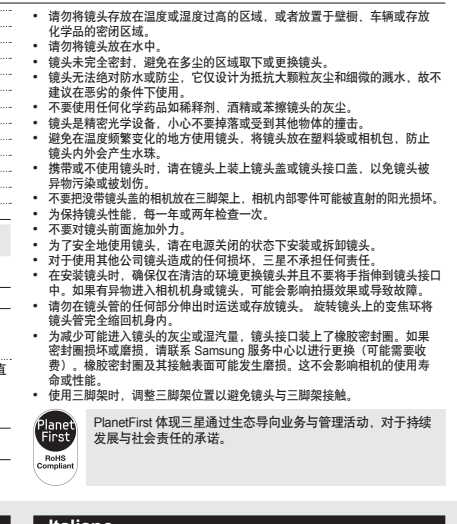 • 请勿将镜头存放在温度或湿度过高的区域，或者放置于壁橱、车辆或存放
化学品的密闭区域。
• 请勿将镜头放在水中。
• 镜头未完全密封，避免在多尘的区域取下或更换镜头。
• 镜头无法绝对防水或防尘，它仅设计为抵抗大颗粒灰尘和细微的溅水，故不
建议在恶劣的条件下使用。
• 不要使用任何化学药品如稀释剂、酒精或苯擦镜头的灰尘。
• 镜头是精密光学设备，小心不要掉落或受到其他物体的撞击。
• 避免在温度频繁变化的地方使用镜头，将镜头放在塑料袋或相机包，防止
镜头内外会产生水珠。
• 携带或不使用镜头时，请在镜头上装上镜头盖或镜头接口盖，以免镜头被
异物污染或被划伤。
• 不要把没带镜头盖的相机放在三脚架上，相机内部零件可能被直射的阳光损坏。
• 为保持镜头性能，每一年或两年检查一次。
• 不要对镜头前面施加外力。
• 为了安全地使用镜头，请在电源关闭的状态下安装或拆卸镜头。
• 对于使用其他公司镜头造成的任何损坏，三星不承担任何责任。
• 在安装镜头时，确保仅在清洁的环境更换镜头并且不要将手指伸到镜头接口
中。如果有异物进入相机机身或镜头，可能会影响拍摄效果或导致故障。
• 请勿在镜头管的任何部分伸出时运送或存放镜头。 旋转镜头上的变焦环将
镜头管完全缩回机身内。
• 为减少可能进入镜头的灰尘或湿汽量，镜头接口装上了橡胶密封圈。如果
密封圈损坏或磨损，请联系 Samsung 服务中心以进行更换（可能需要收
费）。橡胶密封圈及其接触表面可能发生磨损。这不会影响相机的使用寿
命或性能。
• 使用三脚架时，调整三脚架位置以避免镜头与三脚架接触。
直
Planet
First
RoHS
Compliant
PlanetFirst 体现三星通过生态导向业务与管理活动，对于持续
发展与社会责任的承诺。